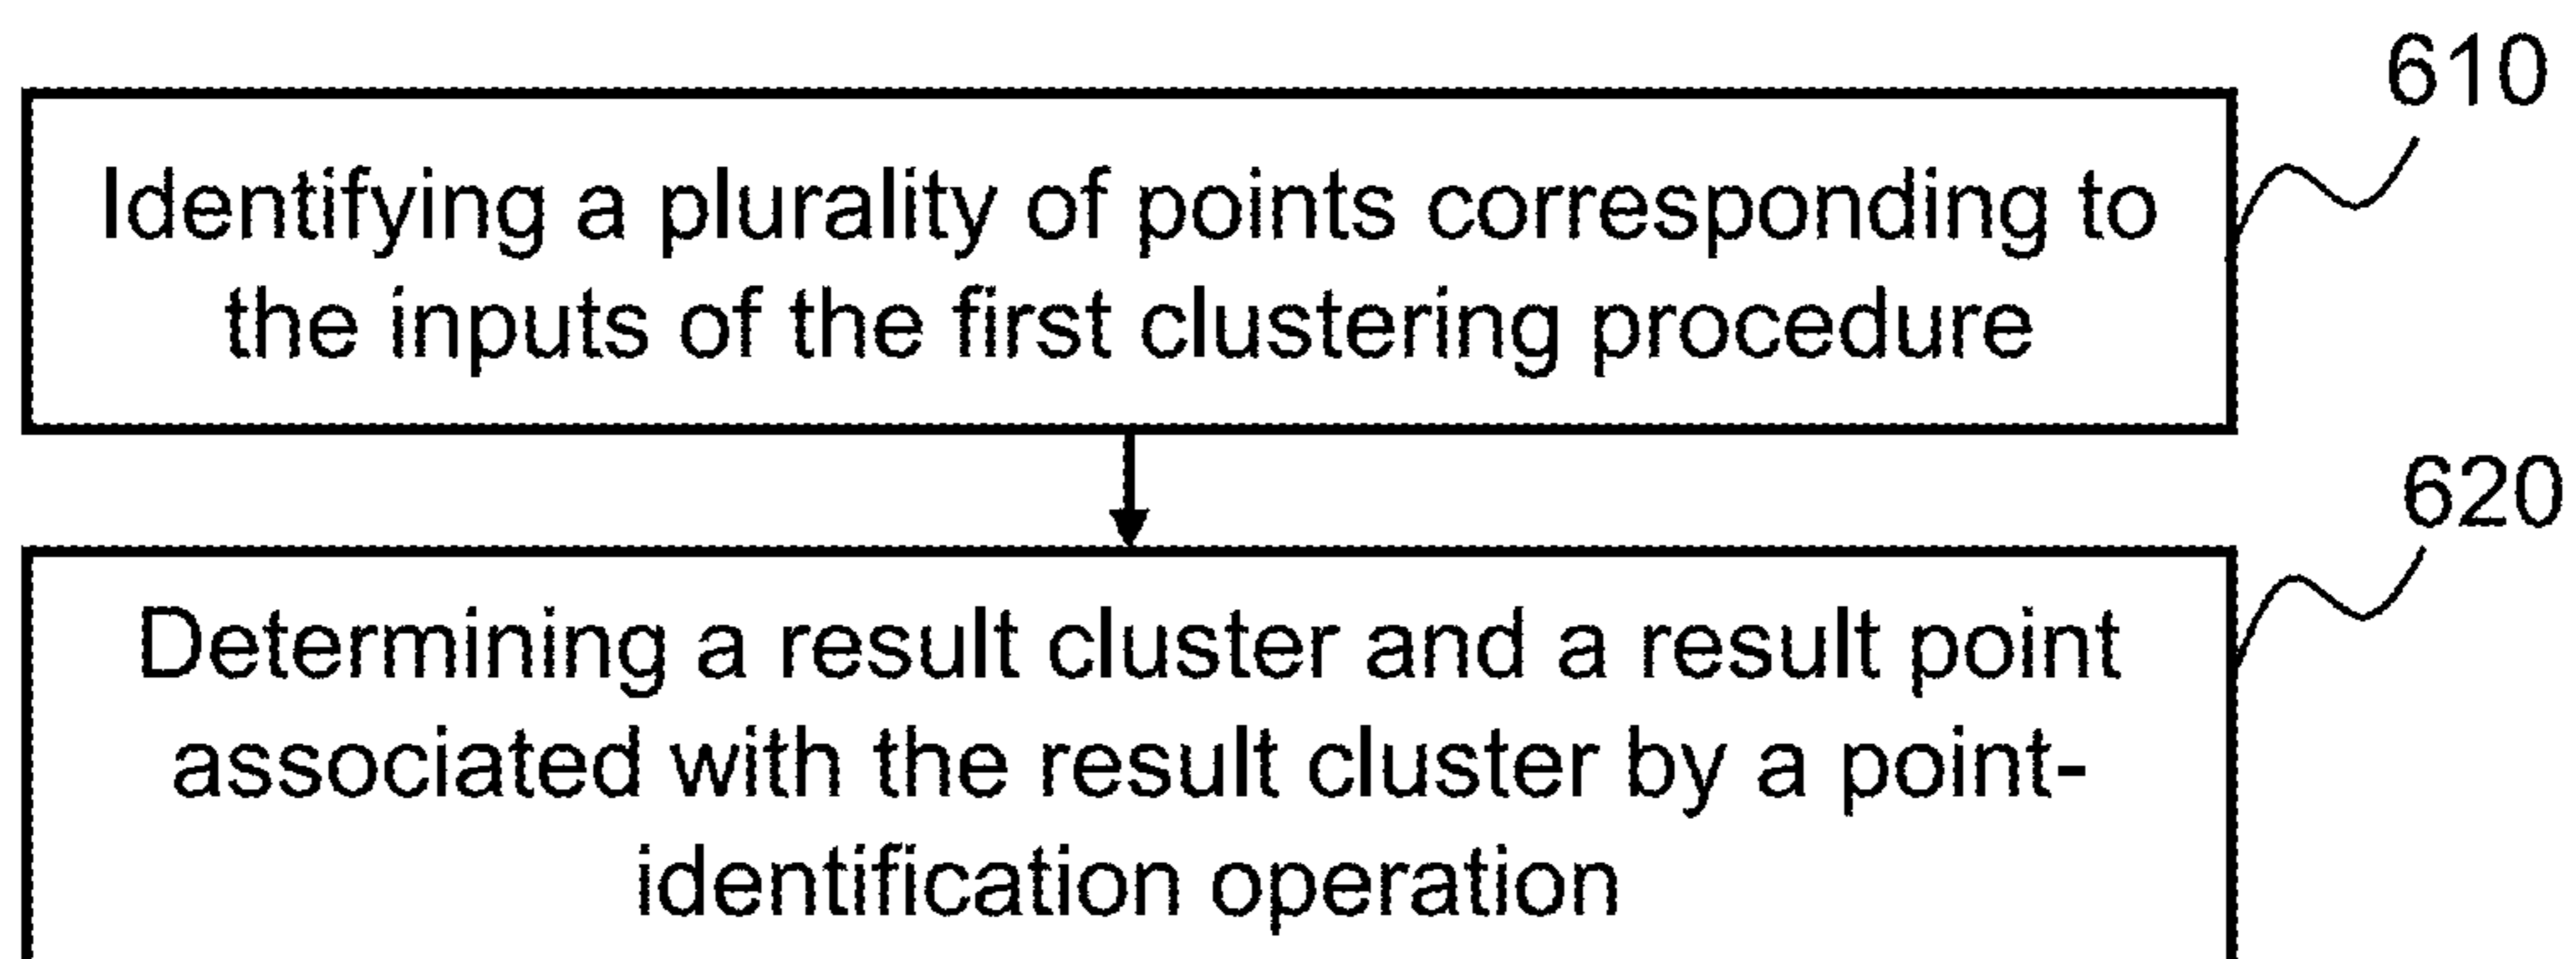 610
Identifying a plurality of points corresponding to
the inputs of the first clustering procedure
620
Determining a result cluster and a result point
associated with the result cluster by a point-
identification operation